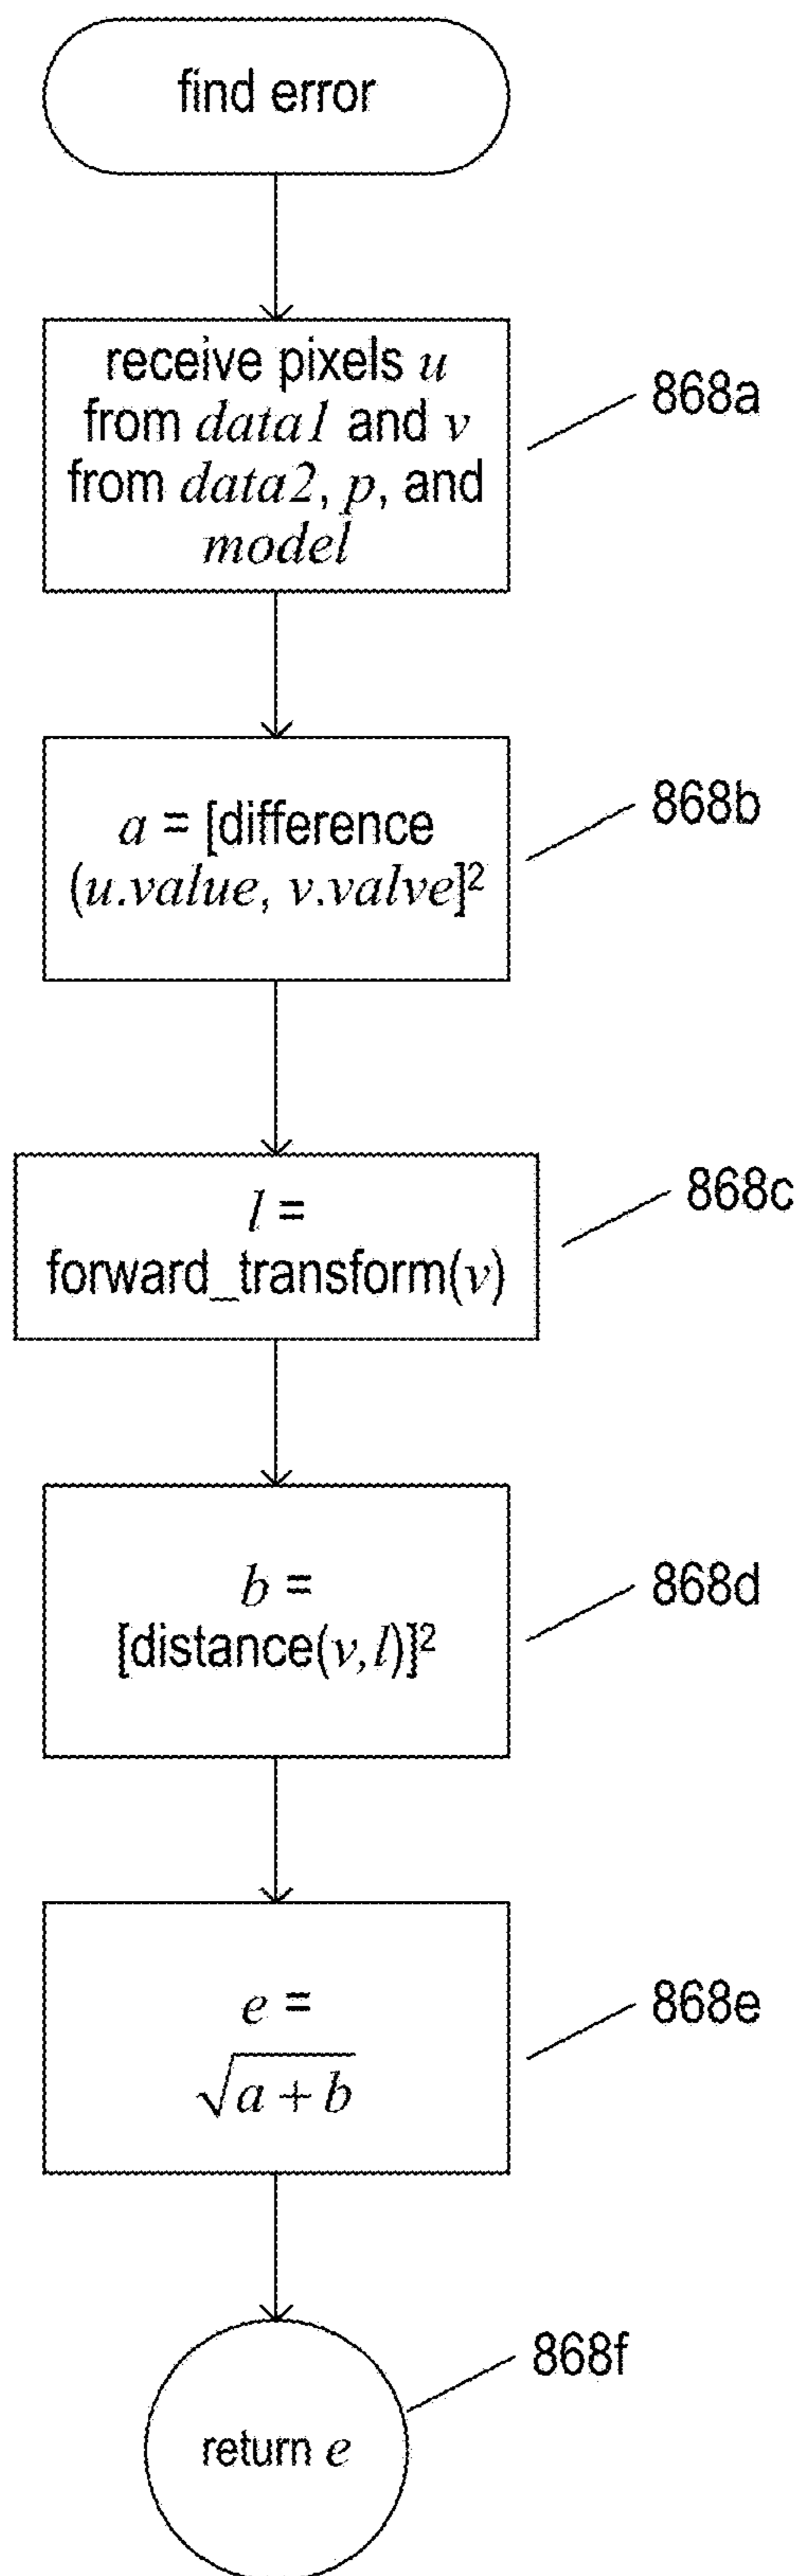 find error
receive pixels u
from data1 and v
from data2, p, and
model
868a
a = [difference
(u.value, v.valve]²
868b
l =
forward_transform(v)
868c
b =
[distance(v,l)]²
868d
e =
√a + b
868e
return e
868f